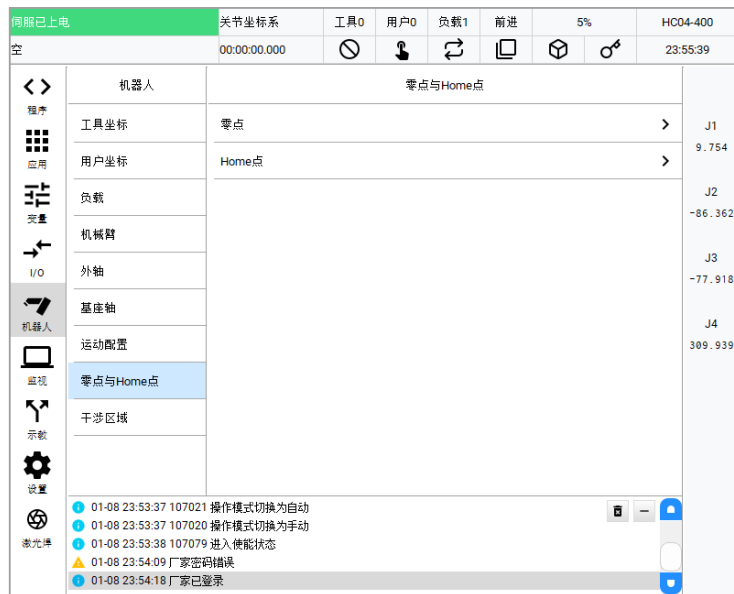 伺服已上电 关节坐标系 工具0 用户0 负载1 前进 5% HC04-400
空 00:00:00.000 23:55:39
程序
应用
变量
I/O
机器人
监视
示教
设置
激光焊
机器人
工具坐标
用户坐标
负载
机械臂
外轴
基座轴
运动配置
零点与Home点
干涉区域
零点与Home点
零点
Home点
J1
9.754
J2
-86.362
J3
-77.918
J4
309.939
01-08 23:53:37 107021 操作模式切换为自动
01-08 23:53:37 107020 操作模式切换为手动
01-08 23:53:38 107079 进入使能状态
01-08 23:54:09 厂家密码错误
01-08 23:54:18 厂家已登录